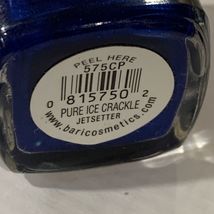 PEEL HERE
575CP
0 815750 2
PURE ICE CRACKLE
JETSETTER
www.baricosmetics.com